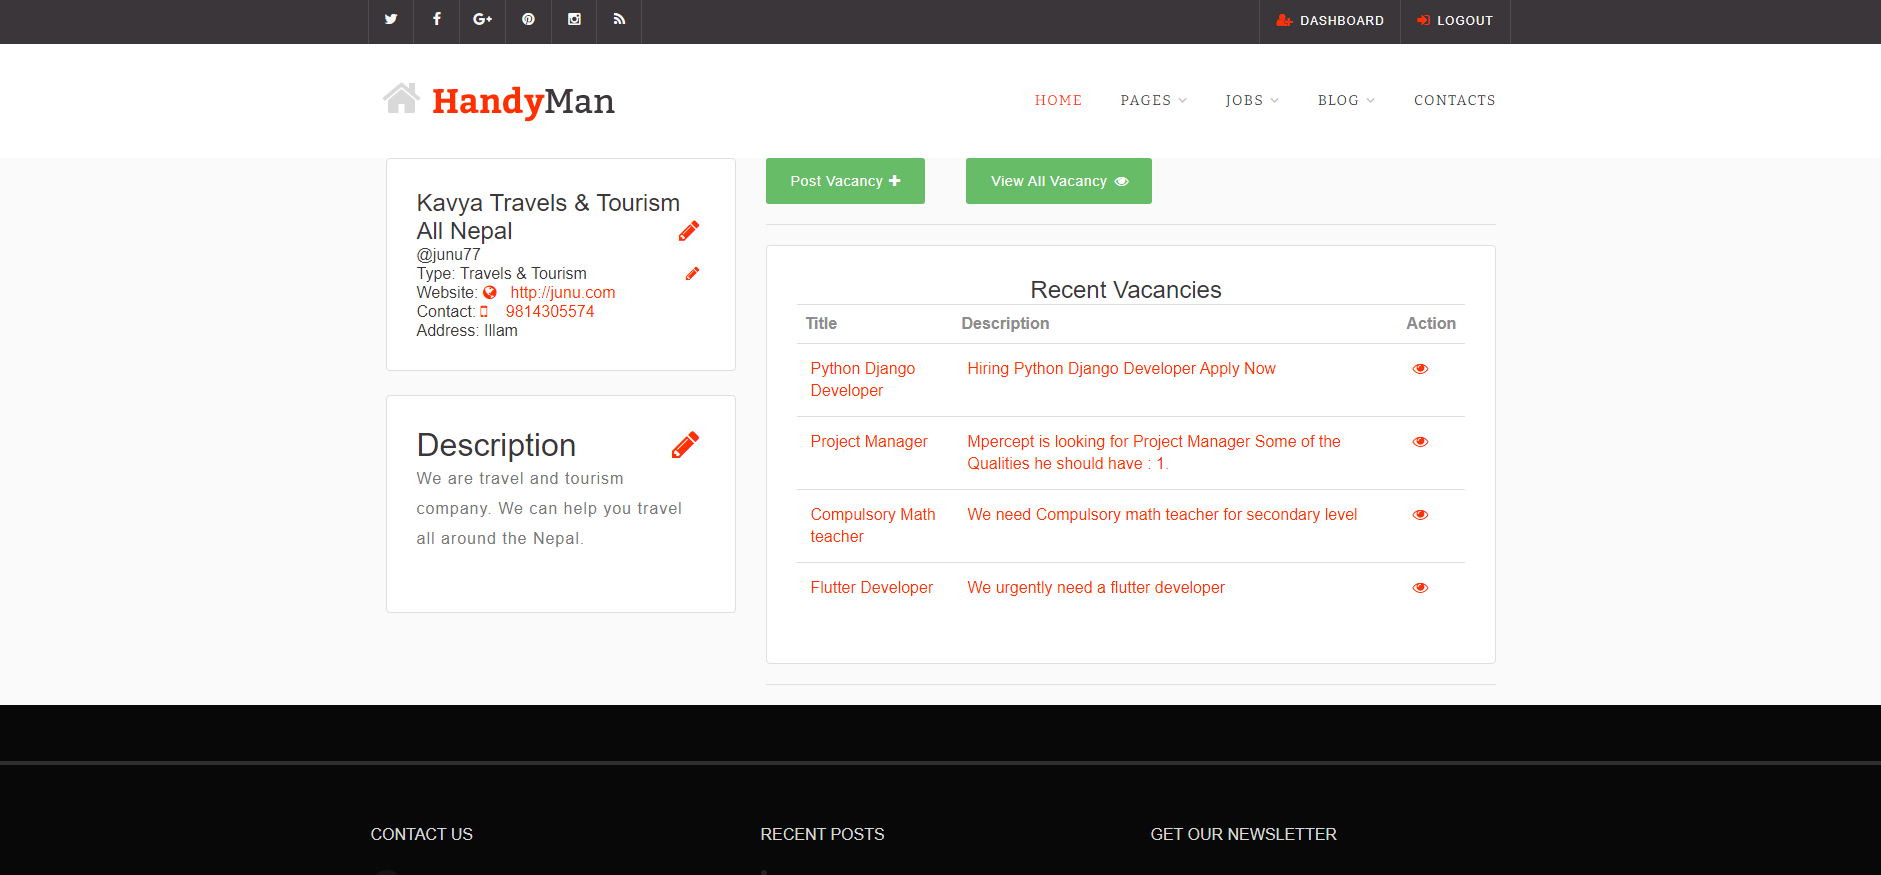 DASHBOARD LOGOUT
HandyMan
HOME PAGES JOBS BLOG CONTACTS
Kavya Travels & Tourism
All Nepal
@junu77
Type: Travels & Tourism
Website: http://junu.com
Contact: 9814305574
Address: Illam
Description
We are travel and tourism
company. We can help you travel
all around the Nepal.
Post Vacancy View All Vacancy
Recent Vacancies
Title Description Action
Python Django Hiring Python Django Developer Apply Now
Developer
Project Manager Mpercept is looking for Project Manager Some of the
Qualities he should have : 1.
Compulsory Math We need Compulsory math teacher for secondary level
teacher
Flutter Developer We urgently need a flutter developer
CONTACT US RECENT POSTS GET OUR NEWSLETTER